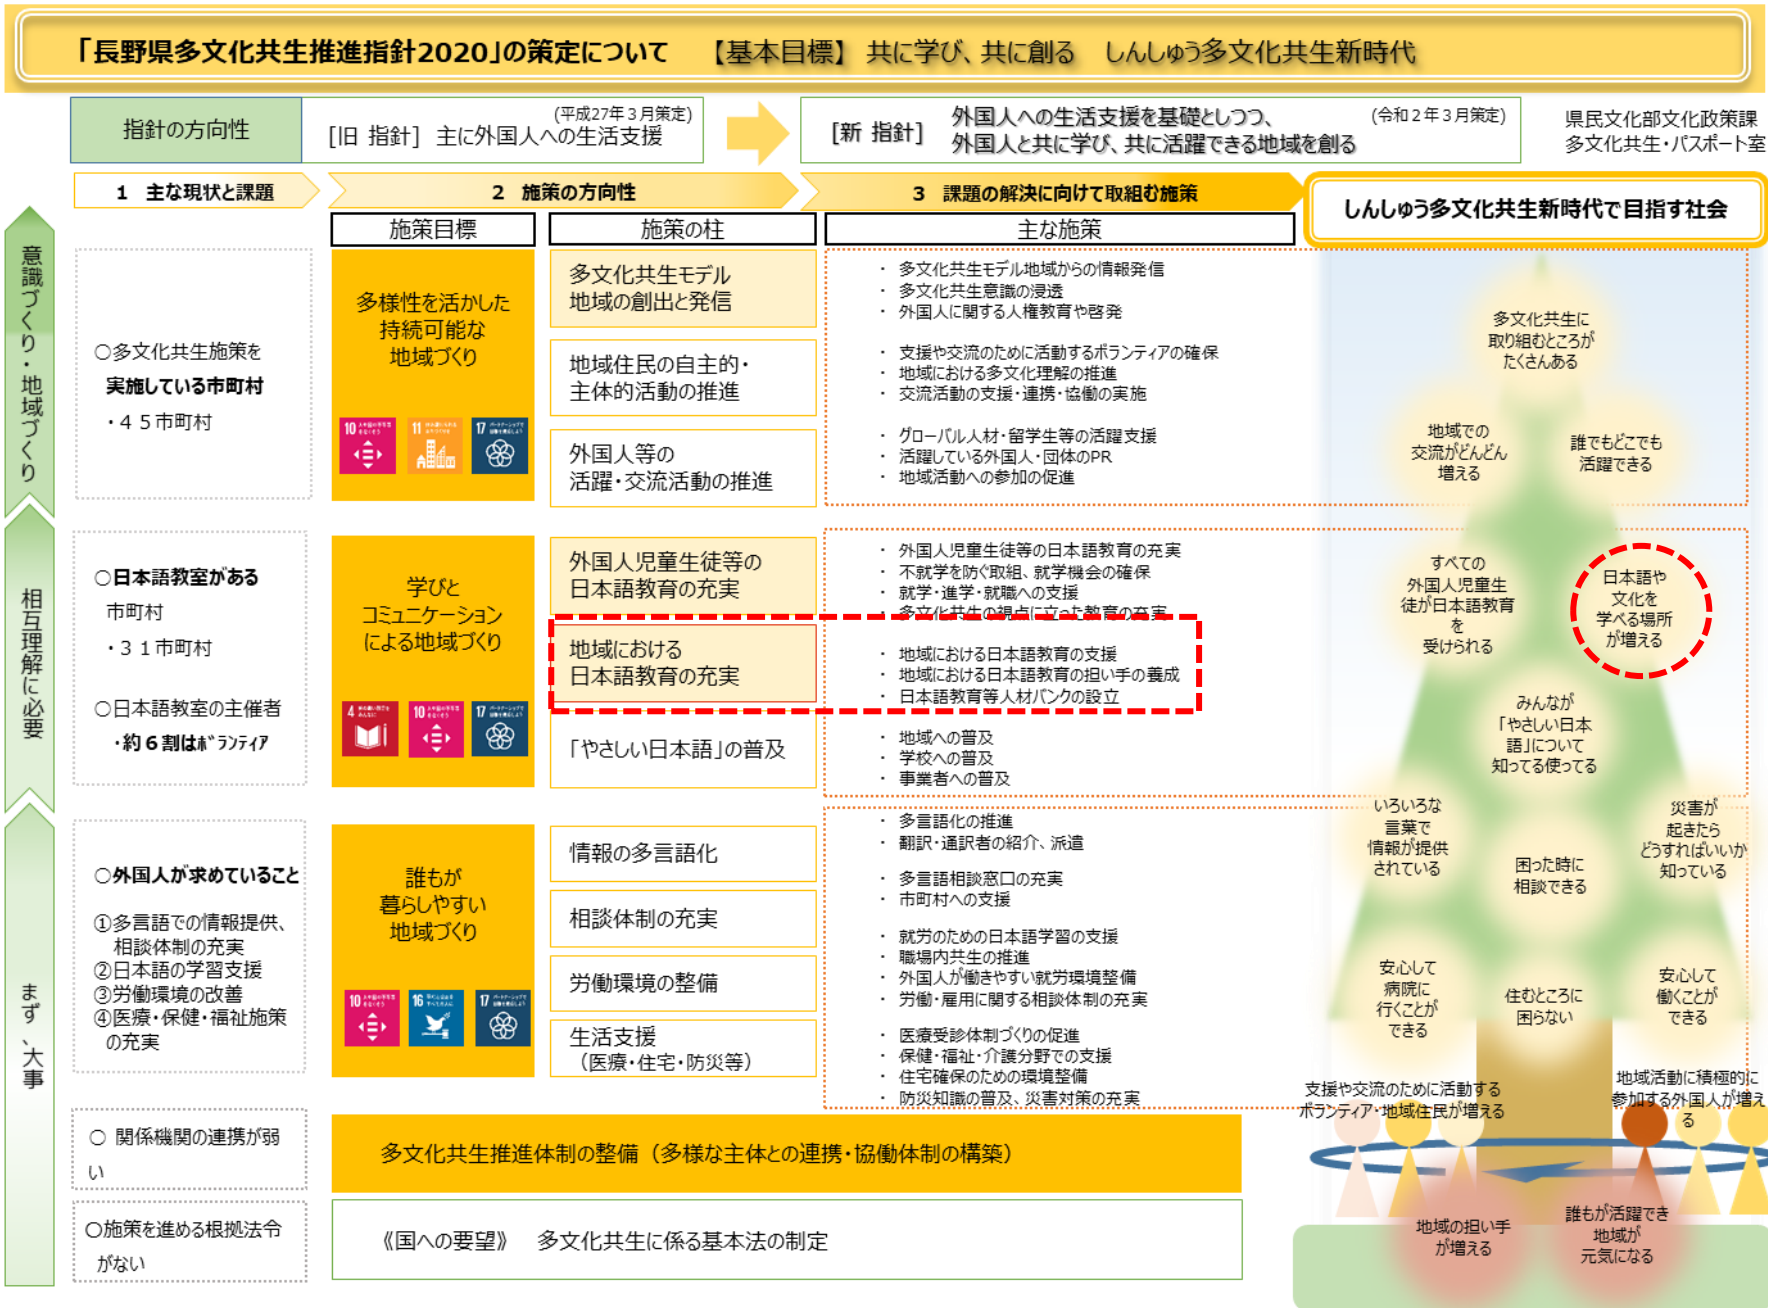 「長野県多文化共生推進指針2020」の策定について 【基本目標】 共に学び、共に創る しんしゅう多文化共生新時代
指針の方向性
(平成27年３月策定)
[旧 指針] 主に外国人への生活支援
[新 指針]
外国人への生活支援を基礎としつつ、
(令和２年３月策定)
外国人と共に学び、共に活躍できる地域を創る
県民文化部文化政策課
多文化共生・パスポート室
1 主な現状と課題
2 施策の方向性
3 課題の解決に向けて取組む施策
しんしゅう多文化共生新時代で目指す社会
施策目標
施策の柱
主な施策
意識づくり・地域づくり
○多文化共生施策を
実施している市町村
・４５市町村
多様性を活かした
持続可能な
地域づくり
10
11
17
多文化共生モデル
地域の創出と発信
・ 多文化共生モデル地域からの情報発信
・ 多文化共生意識の浸透
・ 外国人に関する人権教育や啓発
地域住民の自主的・
主体的活動の推進
・ 支援や交流のために活動するボランティアの確保
・ 地域における多文化理解の推進
・ 交流活動の支援・連携・協働の実施
外国人等の
活躍・交流活動の推進
・ グローバル人材・留学生等の活躍支援
・ 活躍している外国人・団体のPR
・ 地域活動への参加の促進
多文化共生に
取り組むところが
たくさんある
地域での
交流がどんどん
増える
誰でもどこでも
活躍できる
相互理解に必要
○日本語教室がある
市町村
・３１市町村
○日本語教室の主催者
・約６割はﾎﾞﾗﾝﾃｨｱ
学びと
コミュニケーション
による地域づくり
4
10
17
外国人児童生徒等の
日本語教育の充実
・ 外国人児童生徒等の日本語教育の充実
・ 不就学を防ぐ取組、就学機会の確保
・ 就学・進学・就職への支援
・ 多文化共生の視点に立った教育の充実
地域における
日本語教育の充実
・ 地域における日本語教育の支援
・ 地域における日本語教育の担い手の養成
・ 日本語教育等人材バンクの設立
「やさしい日本語」の普及
・ 地域への普及
・ 学校への普及
・ 事業者への普及
すべての
外国人児童生
徒が日本語教育
を
受けられる
日本語や
文化を
学べる場所
が増える
みんなが
「やさしい日本
語」について
知ってる使ってる
まず、大事
○外国人が求めていること
①多言語での情報提供、
相談体制の充実
②日本語の学習支援
③労働環境の改善
④医療・保健・福祉施策
の充実
誰もが
暮らしやすい
地域づくり
10
16
17
情報の多言語化
・ 多言語化の推進
・ 翻訳・通訳者の紹介、派遣
相談体制の充実
・ 多言語相談窓口の充実
・ 市町村への支援
労働環境の整備
・ 就労のための日本語学習の支援
・ 職場内共生の推進
・ 外国人が働きやすい就労環境整備
・ 労働・雇用に関する相談体制の充実
生活支援
（医療・住宅・防災等）
・ 医療受診体制づくりの促進
・ 保健・福祉・介護分野での支援
・ 住宅確保のための環境整備
・ 防災知識の普及、災害対策の充実
いろいろな
言葉で
情報が提供
されている
困った時に
相談できる
災害が
起きたら
どうすればいいか
知っている
安心して
病院に
行くことが
できる
住むところに
困らない
安心して
働くことが
できる
支援や交流のために活動する
ボランティア・地域住民が増える
地域活動に積極的に
参加する外国人が増え
る
○ 関係機関の連携が弱
い
多文化共生推進体制の整備（多様な主体との連携・協働体制の構築）
○施策を進める根拠法令
がない
《国への要望》 多文化共生に係る基本法の制定
地域の担い手
が増える
誰もが活躍でき
地域が
元気になる